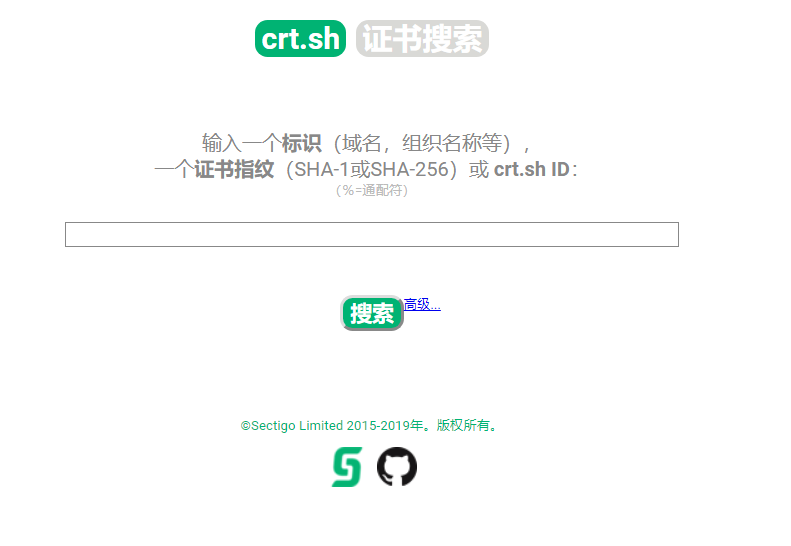 crt.sh 证书搜索
输入一个标识（域名，组织名称等），
一个证书指纹（SHA-1或SHA-256）或 crt.sh ID：
（％=通配符）
搜索 高级...
©Sectigo Limited 2015-2019年。版权所有。